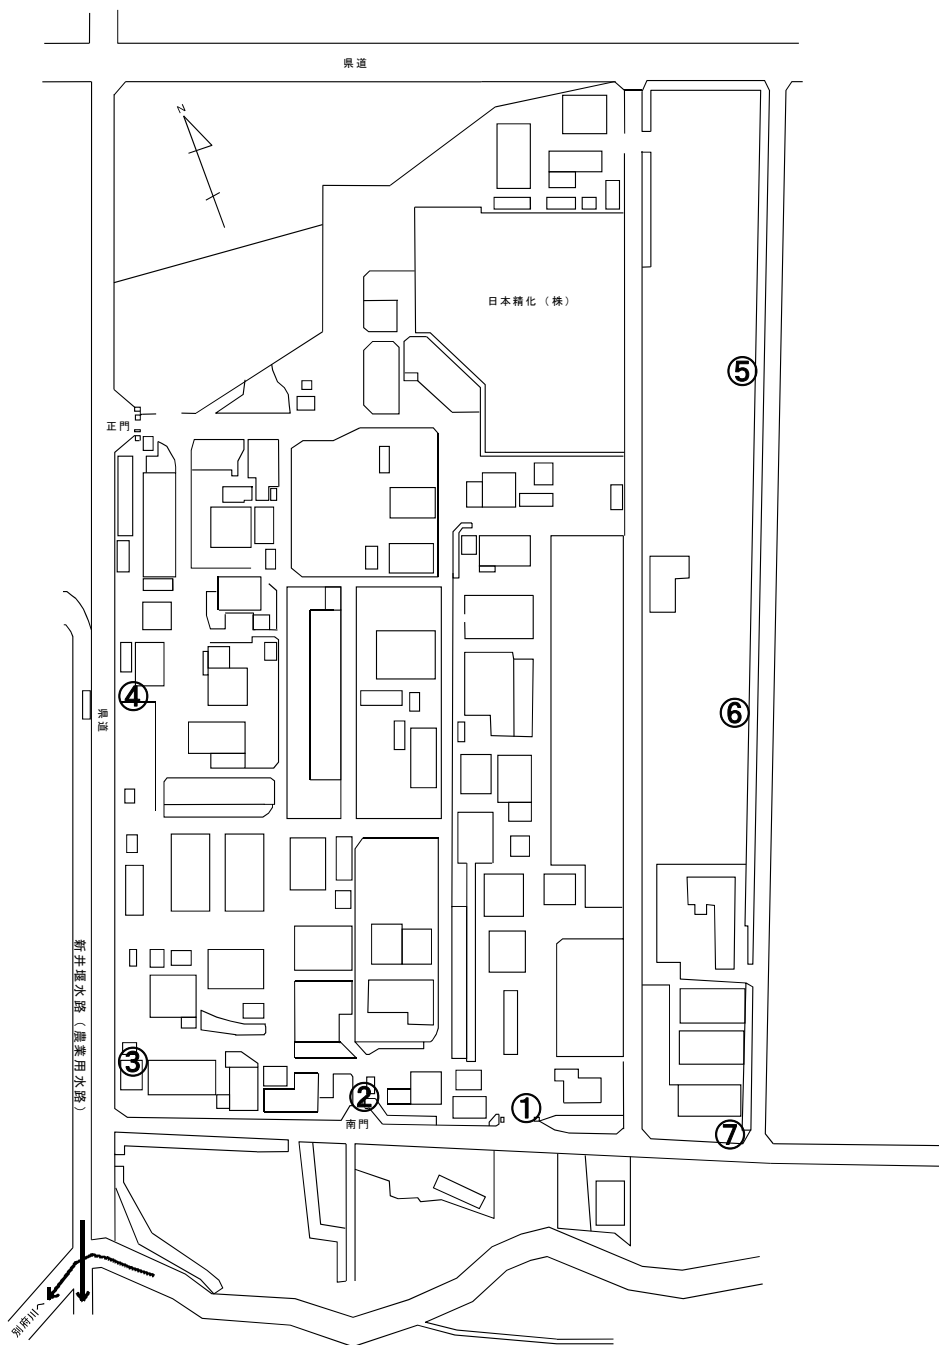 県道
N
日本精化（株）
⑤
正門
④
⑥
県道
新井堰水路（農業用水路）
③
②
①
南門
⑦
別府川へ